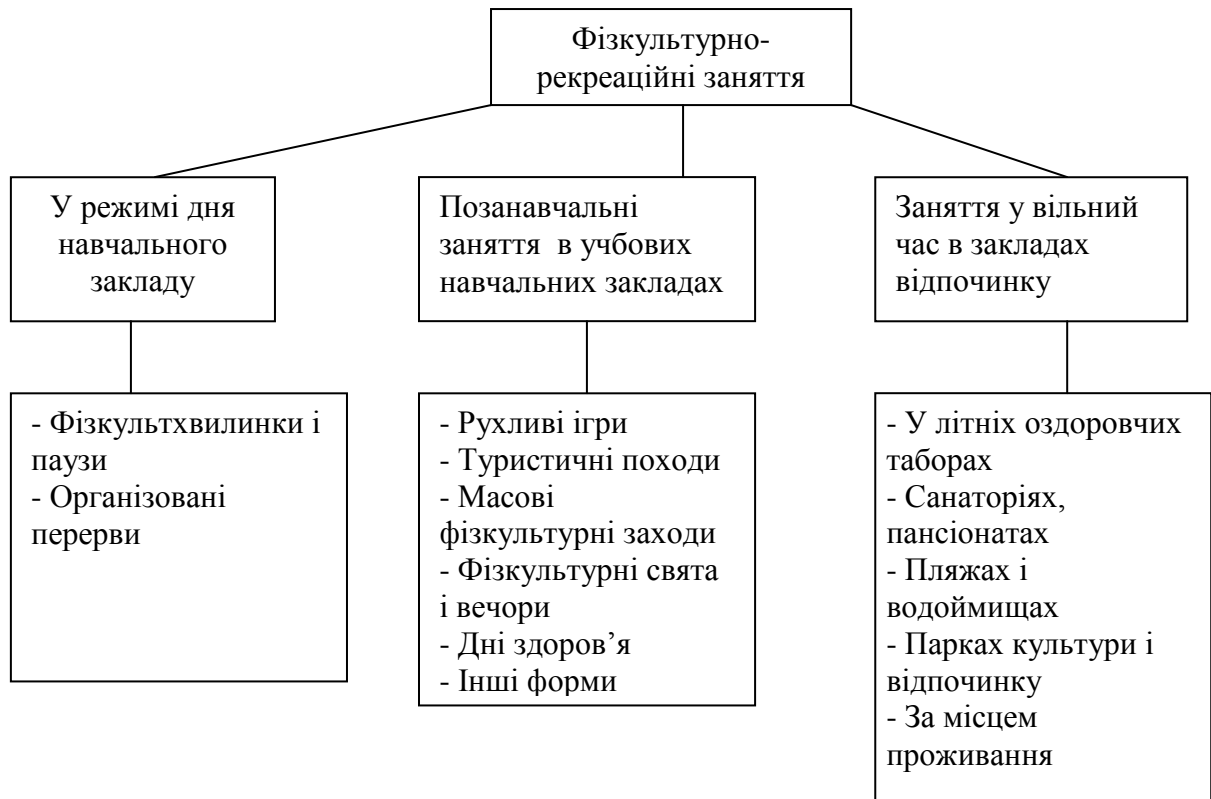 Фізкультурно-
рекреаційні заняття
У режимі дня
навчального
закладу
Позанавчальні
заняття в учбових
навчальних закладах
Заняття у вільний
час в закладах
відпочинку
- Фізкультхвилинки і
паузи
- Організовані
перерви
- Рухливі ігри
- Туристичні походи
- Масові
фізкультурні заходи
- Фізкультурні свята
і вечори
- Дні здоров’я
- Інші форми
- У літніх оздоровчих
таборах
- Санаторіях,
пансіонатах
- Пляжах і
водоймищах
- Парках культури і
відпочинку
- За місцем
проживання